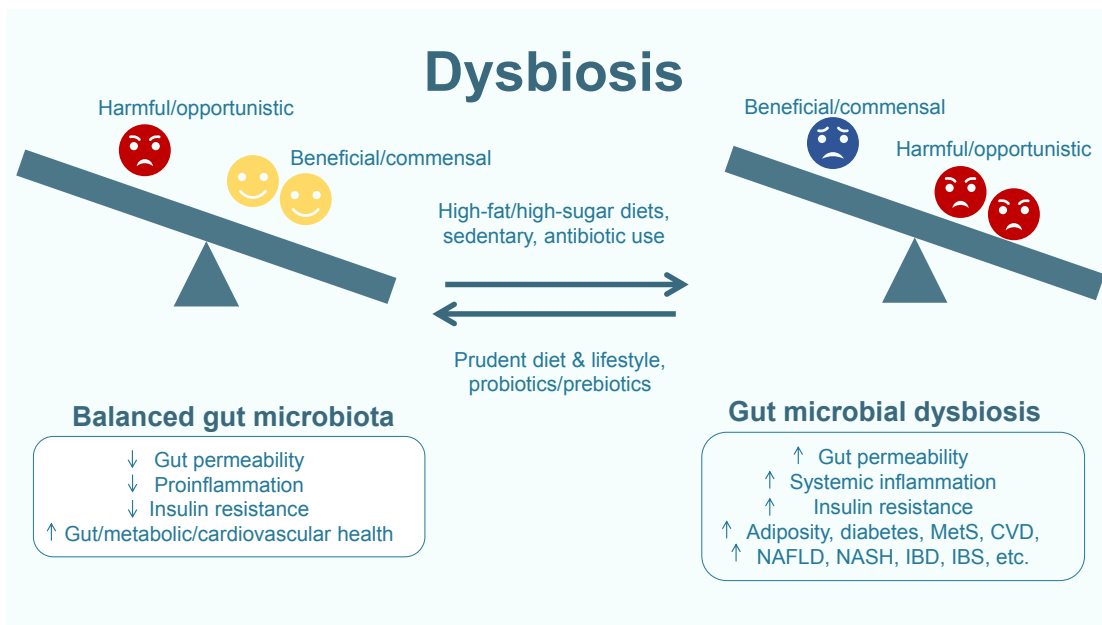 Dysbiosis
Harmful/opportunistic
Beneficial/commensal
Beneficial/commensal
Harmful/opportunistic
High-fat/high-sugar diets,
sedentary, antibiotic use
Prudent diet & lifestyle,
probiotics/prebiotics
Balanced gut microbiota
↓ Gut permeability
↓ Proinflammation
↓ Insulin resistance
↑ Gut/metabolic/cardiovascular health
Gut microbial dysbiosis
↑ Gut permeability
↑ Systemic inflammation
↑ Insulin resistance
↑ Adiposity, diabetes, MetS, CVD,
↑ NAFLD, NASH, IBD, IBS, etc.